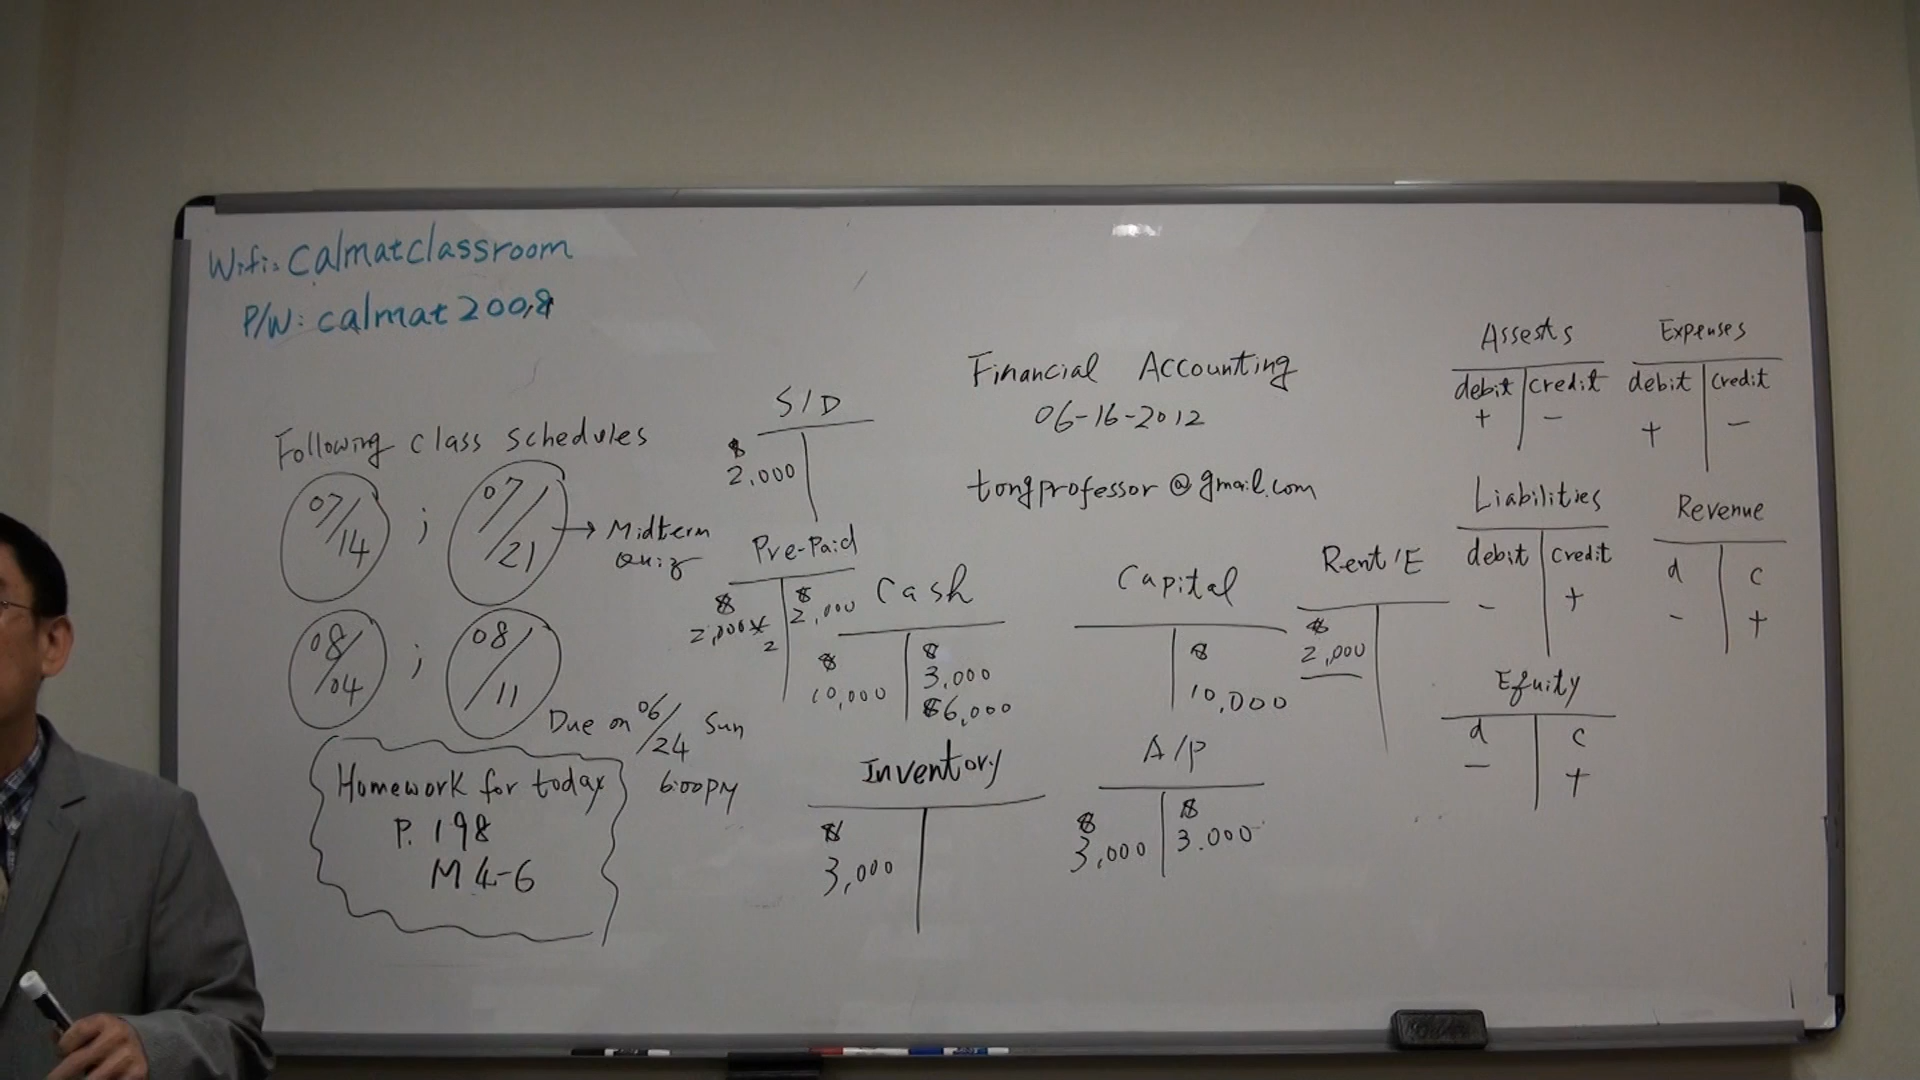 Wifi: Calmatclassroom
P/W: calmat2008
Following class schedules
07/14 ; 07/21 → Midterm
Quiz
08/04 ; 08/11
Due on 06/24 Sun
6:00PM
Homework for today
P. 198
M 4-6
S/D
$
2,000
Pre-Paid
$ $
2,000 x 2 2,000
Financial Accounting
06-16-2012
tongprofessor@gmail.com
Cash
$ $
10,000 3,000
$6,000
Capital
$
10,000
Rent/E
$
2,000
Inventory
$
3,000
A/P
$ $
3,000 3.000
Assests
debit credit
+ -
Expenses
debit credit
+ -
Liabilities
debit credit
- +
Revenue
d c
- +
Equity
d c
- +